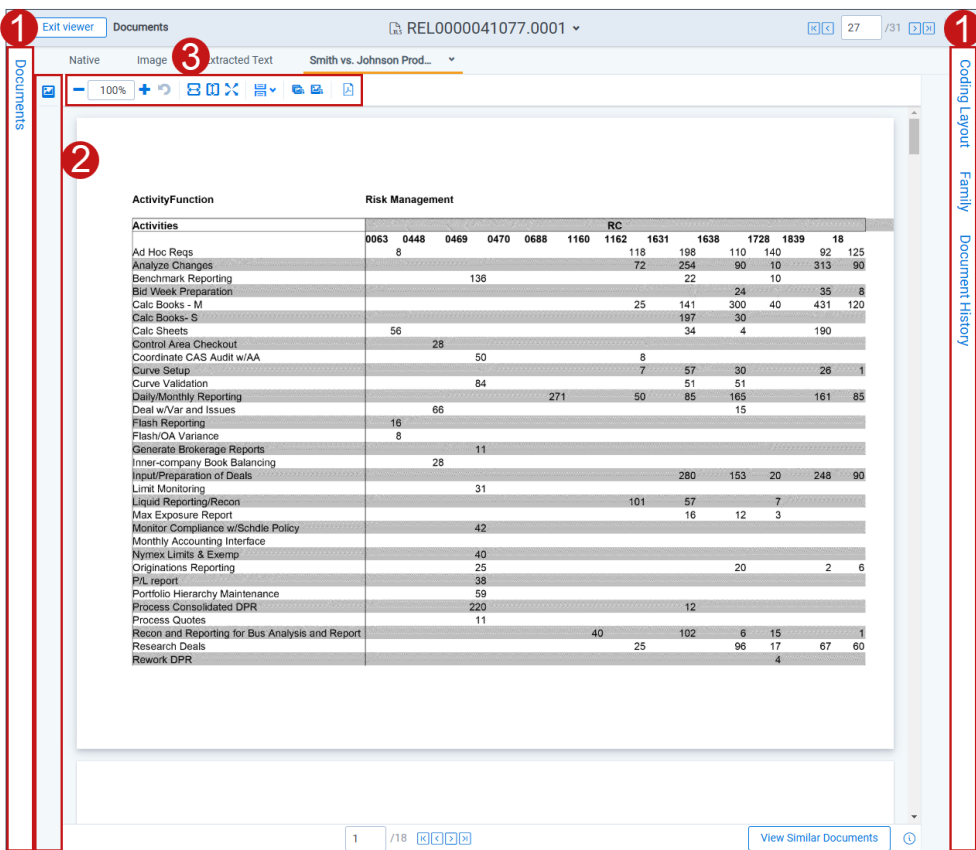 1
Exit viewer Documents REL0000041077.0001 27 /31
1
Native Image Extracted Text Smith vs. Johnson Prod...
3
Documents
100%
2
Coding Layout
Family
Document History
ActivityFunction Risk Management
Activities RC
0063 0448 0469 0470 0688 1160 1162 1631 1638 1728 1839 18
Ad Hoc Reqs 8 118 198 110 140 92 125
Analyze Changes 72 254 90 10 313 90
Benchmark Reporting 136 22 10
Bid Week Preparation 24 35 8
Calc Books - M 25 141 300 40 431 120
Calc Books- S 197 30
Calc Sheets 56 34 4 190
Control Area Checkout 28
Coordinate CAS Audit w/AA 50 8
Curve Setup 7 57 30 26 1
Curve Validation 84 51 51
Daily/Monthly Reporting 271 50 85 165 161 85
Deal w/Var and Issues 66 15
Flash Reporting 16
Flash/OA Variance 8
Generate Brokerage Reports 11
Inner-company Book Balancing 28
Input/Preparation of Deals 280 153 20 248 90
Limit Monitoring 31
Liquid Reporting/Recon 101 57 7
Max Exposure Report 16 12 3
Monitor Compliance w/Schdle Policy 42
Monthly Accounting Interface
Nymex Limits & Exemp 40
Originations Reporting 25 20 2 6
P/L report 38
Portfolio Hierarchy Maintenance 59
Process Consolidated DPR 220 12
Process Quotes 11
Recon and Reporting for Bus Analysis and Report 40 102 6 15 1
Research Deals 25 96 17 67 60
Rework DPR 4
1 /18 View Similar Documents